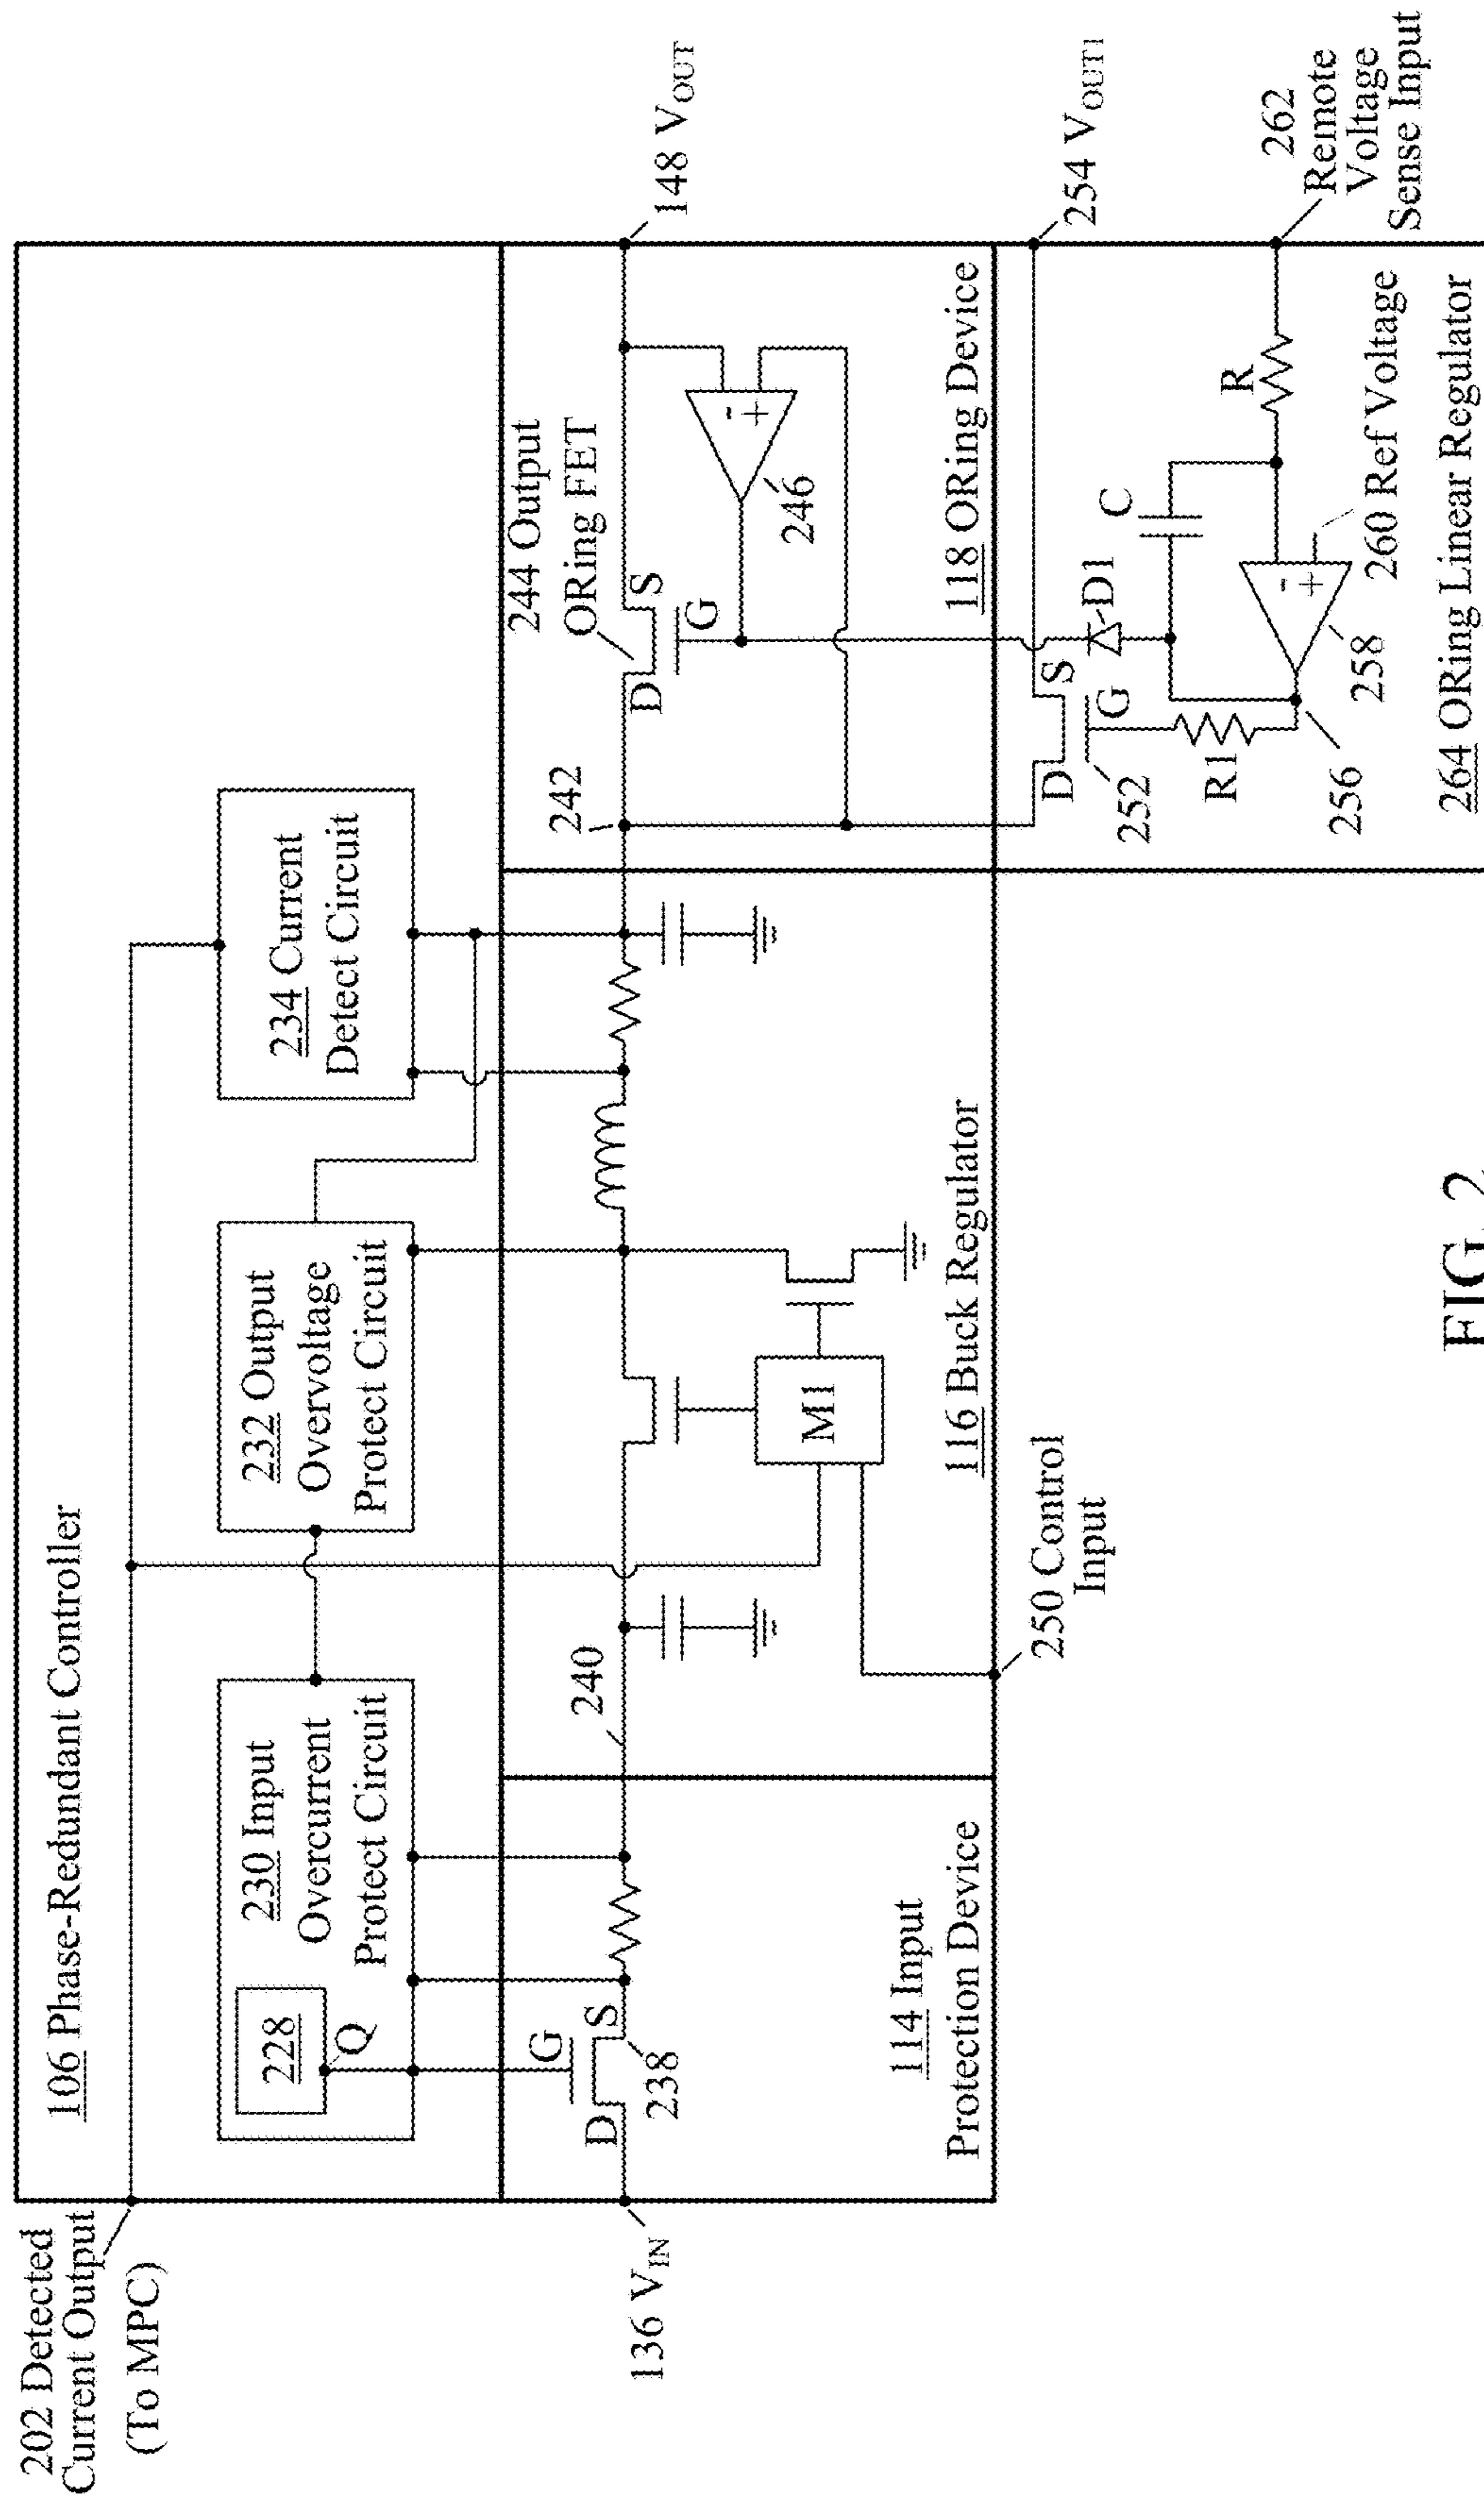 202 Detected
Current Output
(To MPC)
106 Phase-Redundant Controller
228
Q
230 Input
Overcurrent
Protect Circuit
232 Output
Overvoltage
Protect Circuit
234 Current
Detect Circuit
136 VIN
D
G
S
238
114 Input
Protection Device
240
M1
116 Buck Regulator
250 Control
Input
242
244 Output
ORing FET
D
S
G
-
+
246
118 ORing Device
148 VOUT
254 VOUT1
D
S
G
252
D1
C
R
R1
256
-
+
258
260 Ref Voltage
262
Remote
Voltage
Sense Input
264 ORing Linear Regulator
FIG. 2